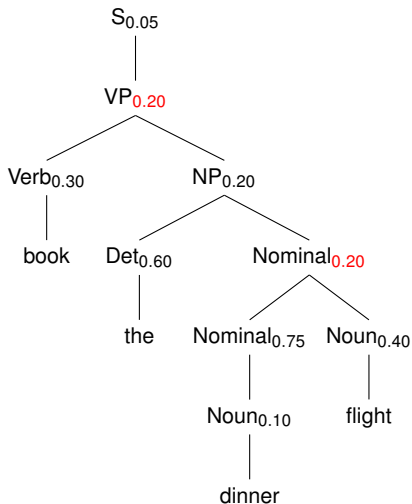 S0.05
VP0.20
Verb0.30 NP0.20
book Det0.60 Nominal0.20
the Nominal0.75 Noun0.40
Noun0.10 flight
dinner